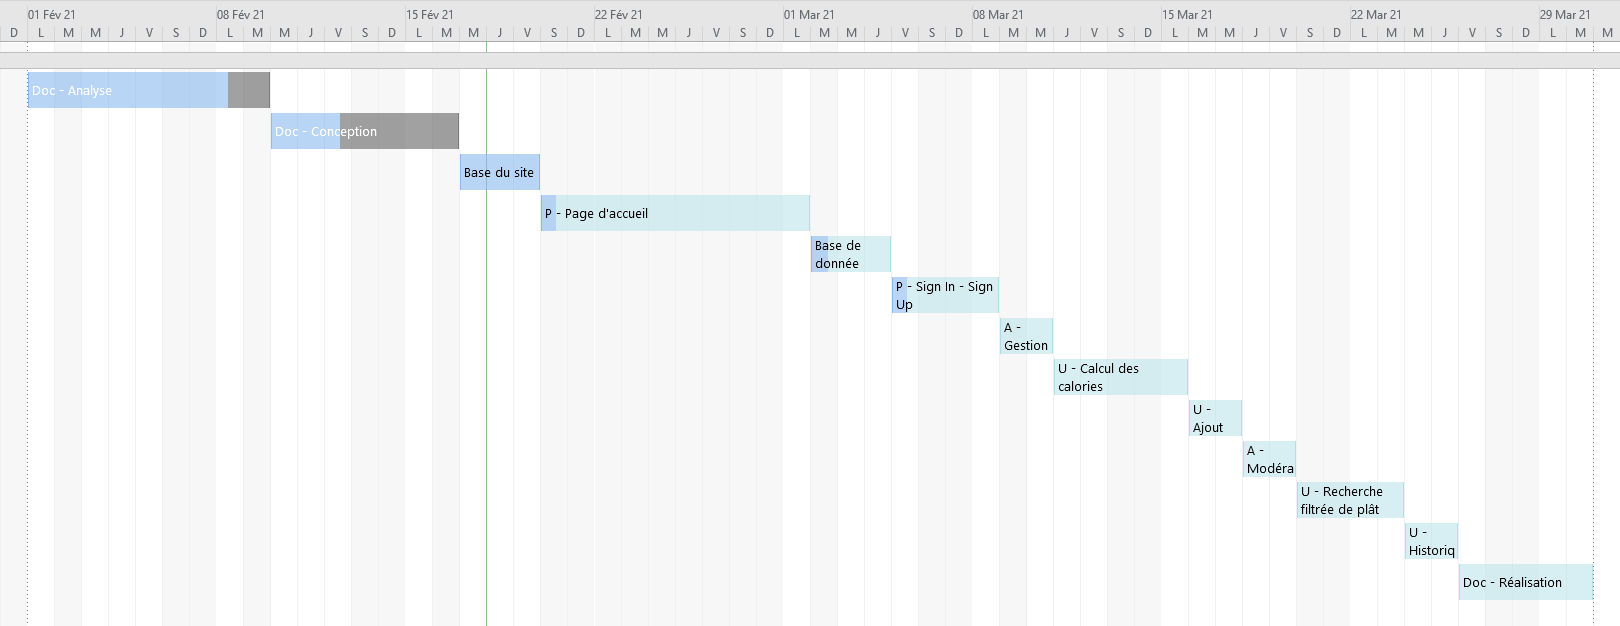 01 Fév 21 08 Fév 21 15 Fév 21 22 Fév 21 01 Mar 21 08 Mar 21 15 Mar 21 22 Mar 21 29 Mar 21
D L M M J V S D L M M J V S D L M M J V S D L M M J V S D L M M J V S D L M M J V S D L M M J V S D L M M J V S D L M M
Doc - Analyse
Doc - Conception
Base du site
P - Page d'accueil
Base de
donnée
P - Sign In - Sign
Up
A -
Gestion
U - Calcul des
calories
U -
Ajout
A -
Modéra
U - Recherche
filtrée de plât
U -
Historiq
Doc - Réalisation